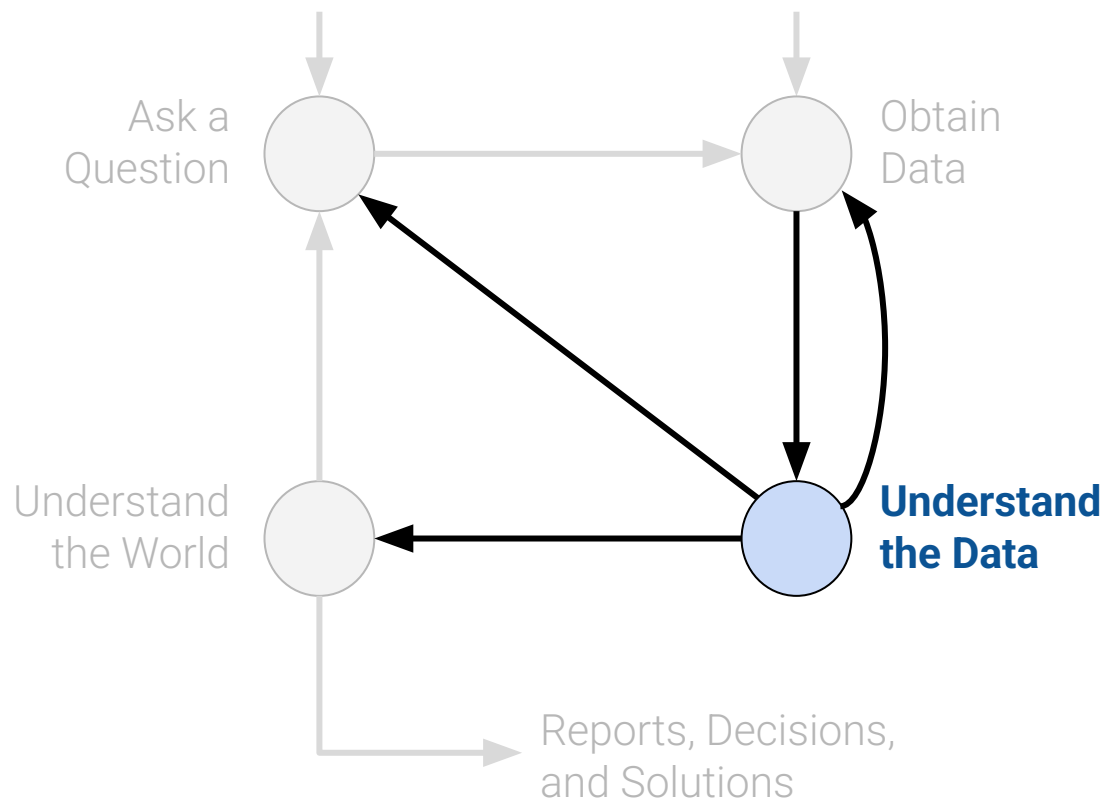 Ask a
Question
Obtain
Data
Understand
the World
Understand
the Data
Reports, Decisions,
and Solutions